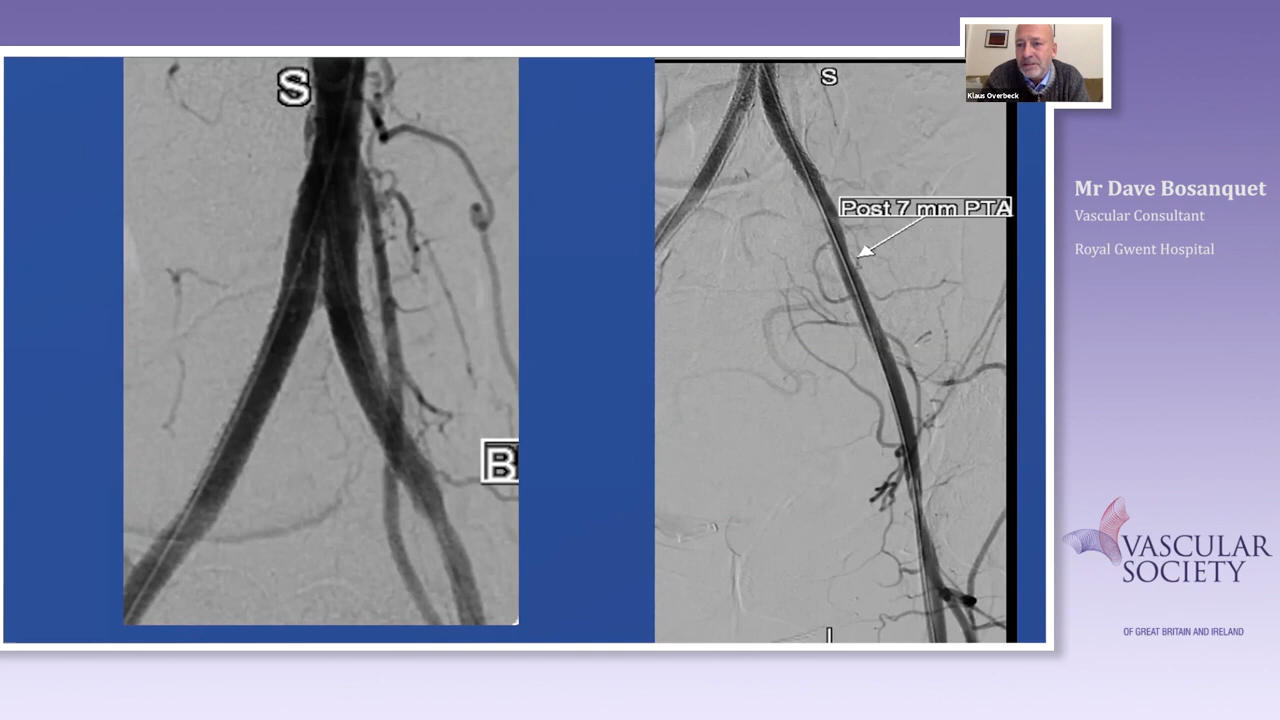 S
B
S
Post 7 mm PTA
I
Klaus Overbeck
Mr Dave Bosanquet
Vascular Consultant
Royal Gwent Hospital
VASCULAR
SOCIETY
OF GREAT BRITAIN AND IRELAND